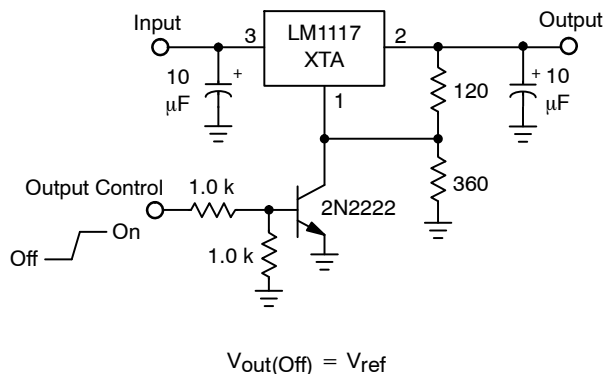 Input
Output
3
LM1117
XTA
2
10
μF
+
1
120
+ 10
μF
360
Output Control
1.0 k
2N2222
On
Off
1.0 k
Vout(Off) = Vref